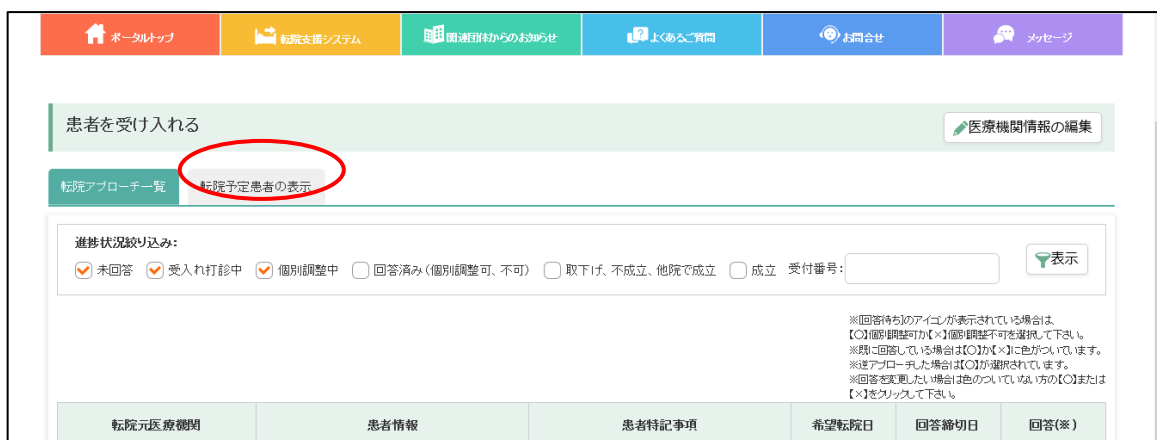 ポータルトップ 転院支援システム 関連団体からのお知らせ よくあるご質問 お問合せ メッセージ
患者を受け入れる 医療機関情報の編集
転院アプローチ一覧 転院予定患者の表示
進捗状況絞り込み:
未回答 受入れ打診中 個別調整中 回答済み(個別調整可、不可) 取下げ、不成立、他院で成立 成立 受付番号: 表示
※[回答待ち]のアイコンが表示されている場合は、
【○】個別調整可か【×】個別調整不可を選択して下さい。
※既に回答している場合は【○】か【×】に色がついています。
※逆アプローチした場合は【○】が選択されています。
※回答を変更したい場合は色のついていない方の【○】または
【×】をクリックして下さい。
転院元医療機関 患者情報 患者特記事項 希望転院日 回答締切日 回答(※)